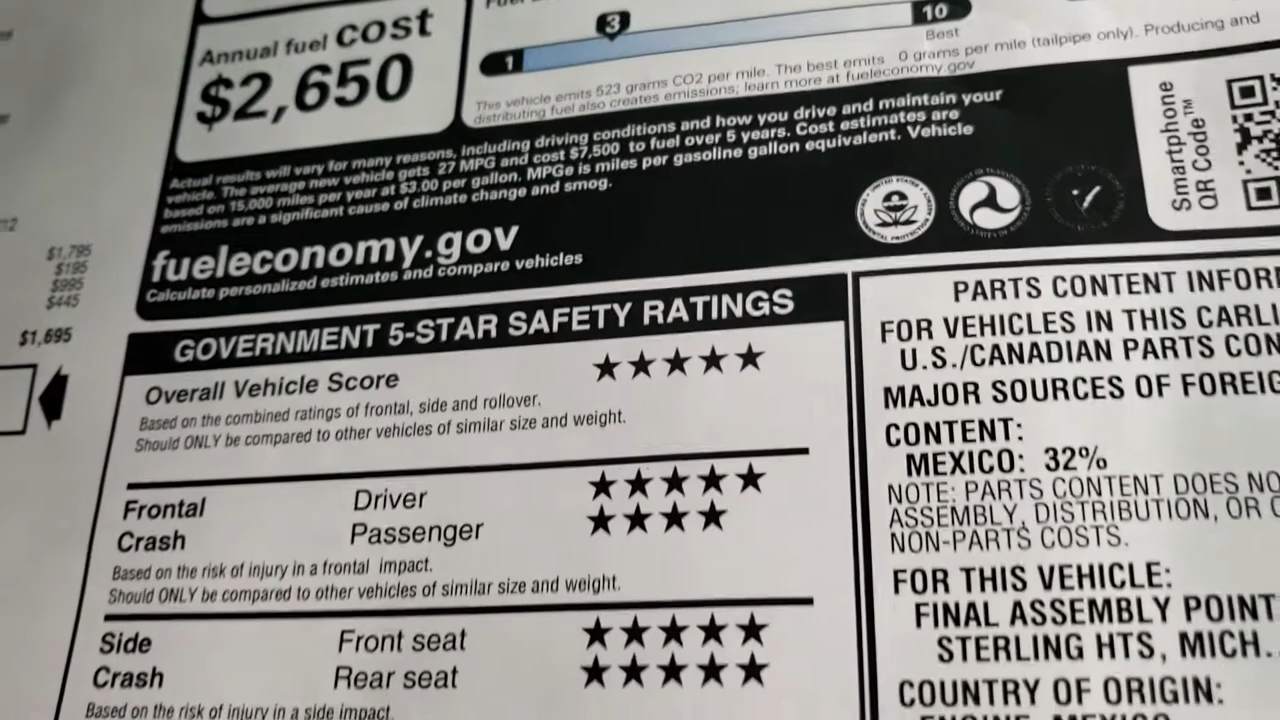 Annual fuel cost
$2,650
3
1
10
Best
This vehicle emits 523 grams CO2 per mile. The best emits 0 grams per mile (tailpipe only). Producing and
distributing fuel also creates emissions; learn more at fueleconomy.gov
Actual results will vary for many reasons, including driving conditions and how you drive and maintain your
vehicle. The average new vehicle gets 27 MPG and cost $7,500 to fuel over 5 years. Cost estimates are
based on 15,000 miles per year at $3.00 per gallon. MPGe is miles per gasoline gallon equivalent. Vehicle
emissions are a significant cause of climate change and smog.
fueleconomy.gov
Calculate personalized estimates and compare vehicles
Smartphone
QR Code™
$1,795
$195
$995
$445
$1,695
GOVERNMENT 5-STAR SAFETY RATINGS
Overall Vehicle Score ★★★★★
Based on the combined ratings of frontal, side and rollover.
Should ONLY be compared to other vehicles of similar size and weight.
Frontal Driver ★★★★★
Crash Passenger ★★★★
Based on the risk of injury in a frontal impact.
Should ONLY be compared to other vehicles of similar size and weight.
Side Front seat ★★★★★
Crash Rear seat ★★★★★
Based on the risk of injury in a side impact.
PARTS CONTENT INFOR
FOR VEHICLES IN THIS CARLI
U.S./CANADIAN PARTS CON
MAJOR SOURCES OF FOREIG
CONTENT:
MEXICO: 32%
NOTE: PARTS CONTENT DOES NO
ASSEMBLY, DISTRIBUTION, OR
NON-PARTS COSTS.
FOR THIS VEHICLE:
FINAL ASSEMBLY POINT
STERLING HTS, MICH.
COUNTRY OF ORIGIN:
ENGINE: MEXICO